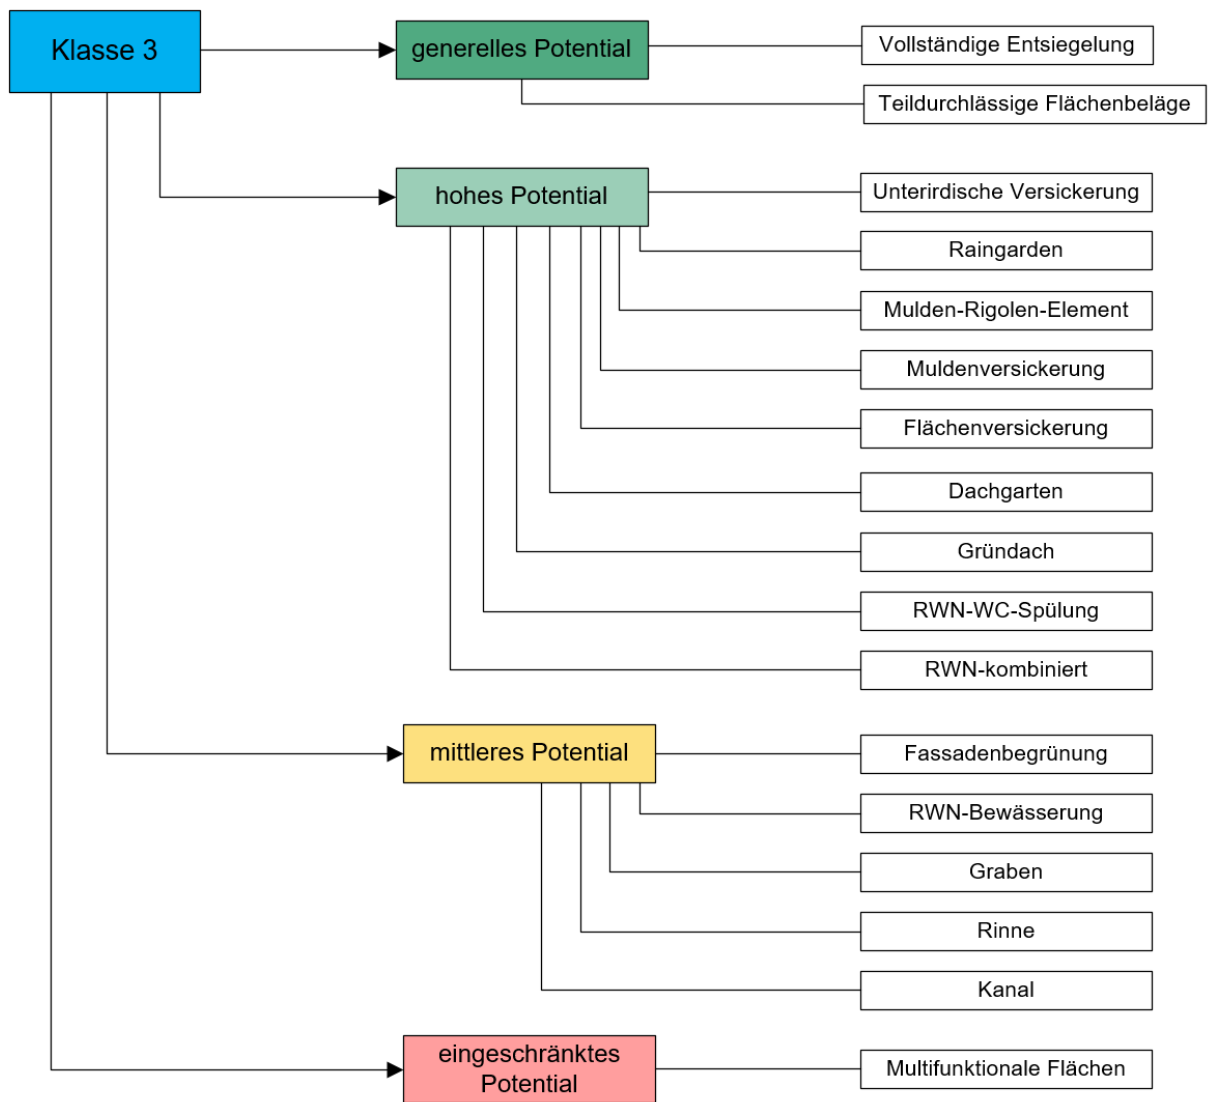 Klasse 3
generelles Potential
Vollständige Entsiegelung
Teildurchlässige Flächenbeläge
hohes Potential
Unterirdische Versickerung
Raingarden
Mulden-Rigolen-Element
Muldenversickerung
Flächenversickerung
Dachgarten
Gründach
RWN-WC-Spülung
RWN-kombiniert
mittleres Potential
Fassadenbegrünung
RWN-Bewässerung
Graben
Rinne
Kanal
eingeschränktes
Potential
Multifunktionale Flächen